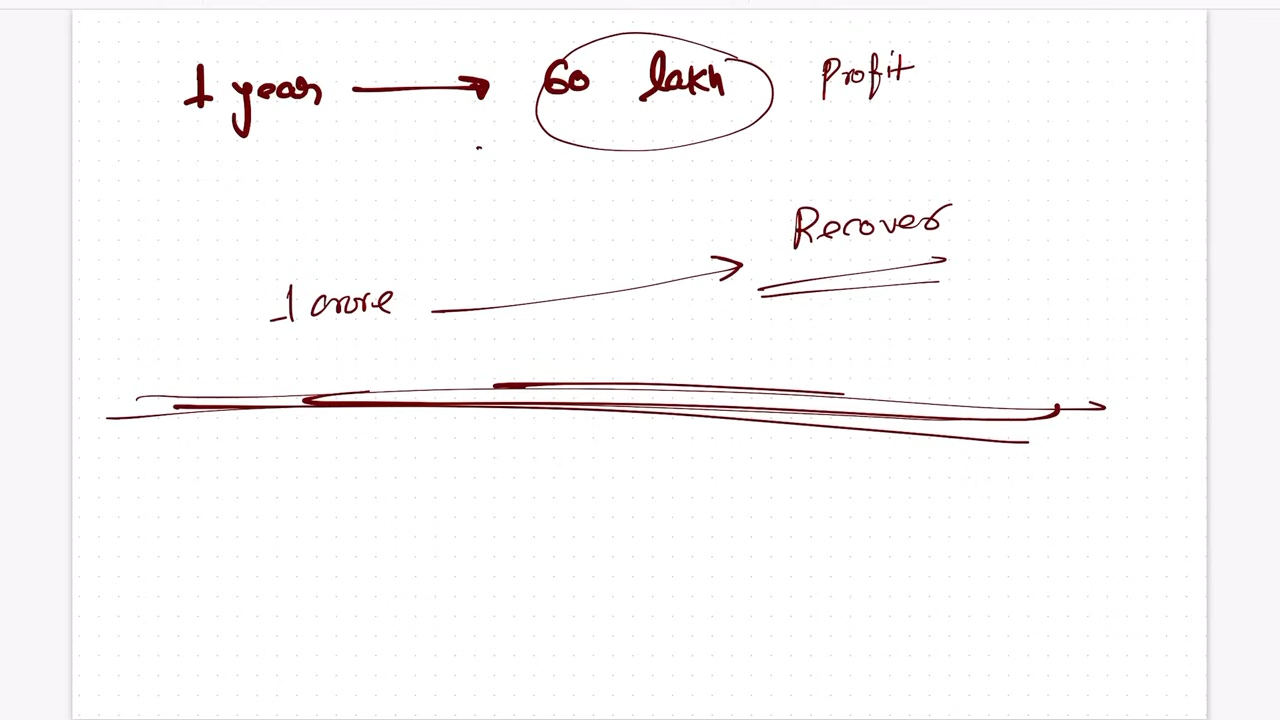 1 year → 60 lakh Profit
Recover
1 crore →